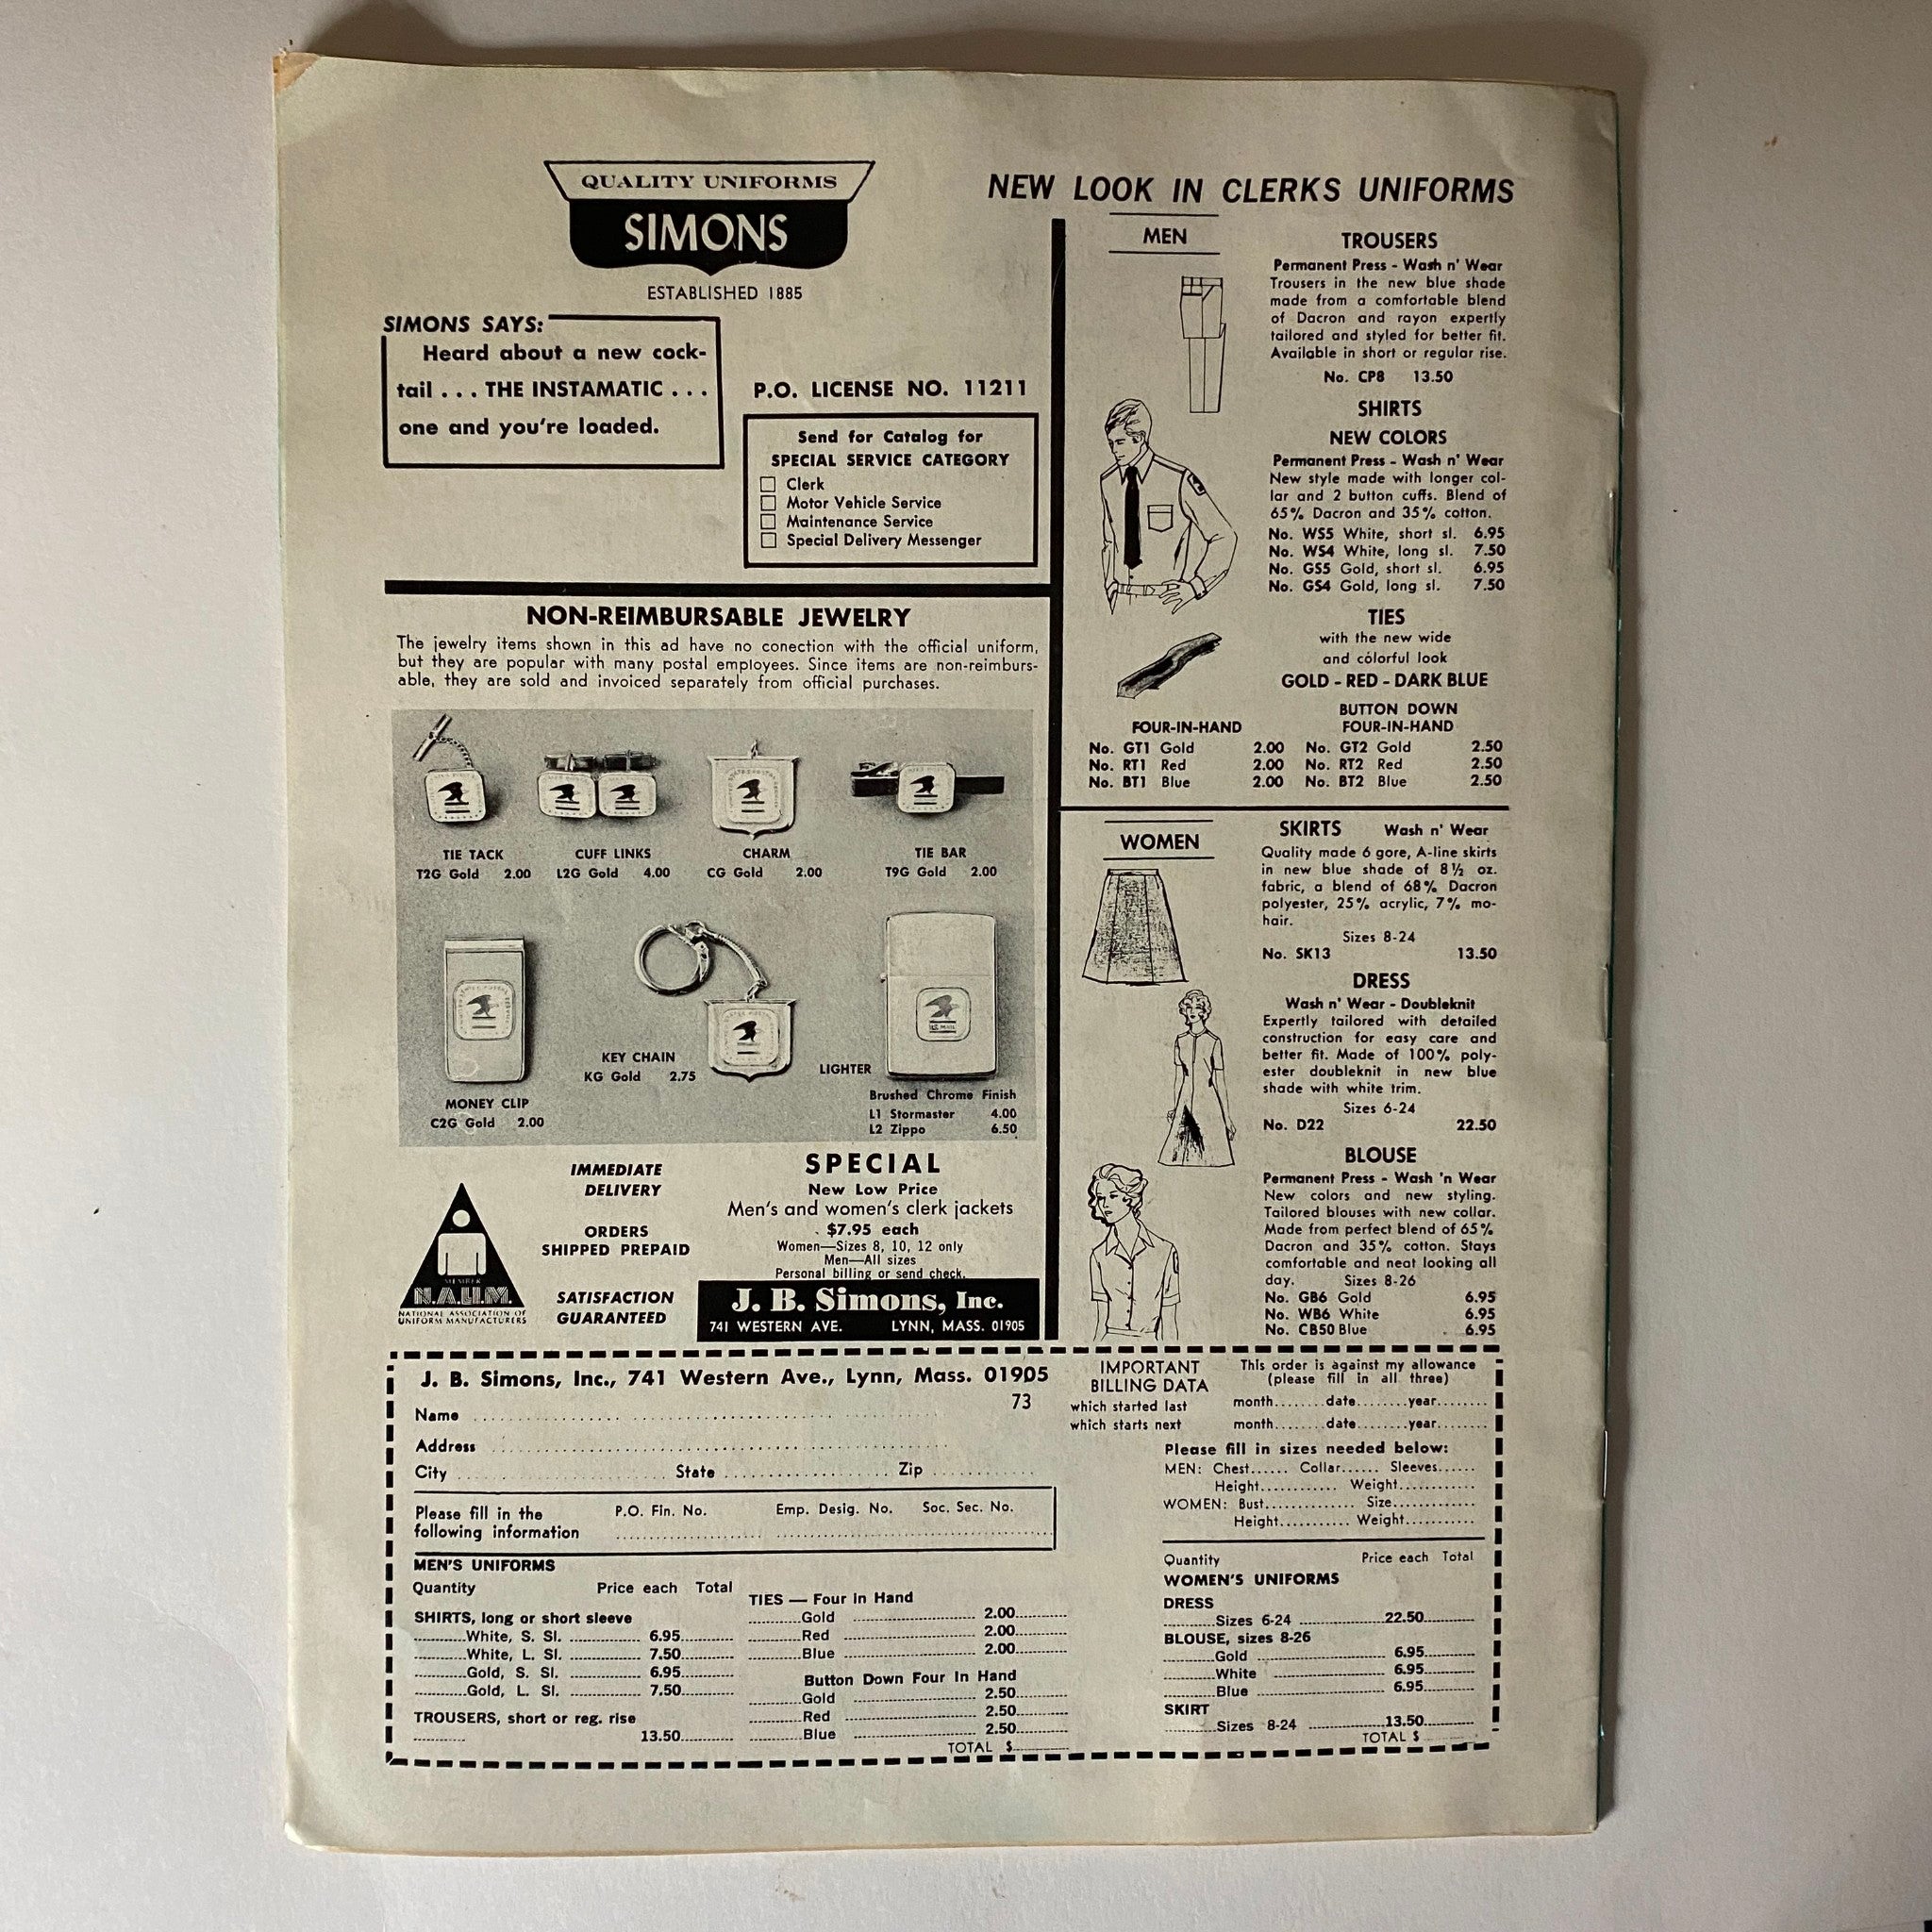 QUALITY UNIFORMS
SIMONS
ESTABLISHED 1885
SIMONS SAYS:
Heard about a new cock-
tail . . . THE INSTAMATIC . . .
one and you're loaded.
P.O. LICENSE NO. 11211
Send for Catalog for
SPECIAL SERVICE CATEGORY
Clerk
Motor Vehicle Service
Maintenance Service
Special Delivery Messenger
NON-REIMBURSABLE JEWELRY
The jewelry items shown in this ad have no conection with the official uniform,
but they are popular with many postal employees. Since items are non-reimburs-
able, they are sold and invoiced separately from official purchases.
TIE TACK
T2G Gold 2.00
CUFF LINKS
L2G Gold 4.00
CHARM
CG Gold 2.00
TIE BAR
T9G Gold 2.00
MONEY CLIP
C2G Gold 2.00
KEY CHAIN
KG Gold 2.75
U.S. MAIL
LIGHTER
Brushed Chrome Finish
L1 Stormaster 4.00
L2 Zippo 6.50
MEMBER
N.A.U.M.
NATIONAL ASSOCIATION OF
UNIFORM MANUFACTURERS
IMMEDIATE
DELIVERY
ORDERS
SHIPPED PREPAID
SATISFACTION
GUARANTEED
SPECIAL
New Low Price
Men's and women's clerk jackets
$7.95 each
Women—Sizes 8, 10, 12 only
Men—All sizes
Personal billing or send check.
J. B. Simons, Inc.
741 WESTERN AVE. LYNN, MASS. 01905
NEW LOOK IN CLERKS UNIFORMS
MEN
TROUSERS
Permanent Press - Wash n' Wear
Trousers in the new blue shade
made from a comfortable blend
of Dacron and rayon expertly
tailored and styled for better fit.
Available in short or regular rise.
No. CP8 13.50
SHIRTS
NEW COLORS
Permanent Press - Wash n' Wear
New style made with longer col-
lar and 2 button cuffs. Blend of
65% Dacron and 35% cotton.
No. WS5 White, short sl. 6.95
No. WS4 White, long sl. 7.50
No. GS5 Gold, short sl. 6.95
No. GS4 Gold, long sl. 7.50
TIES
with the new wide
and colorful look
GOLD - RED - DARK BLUE
FOUR-IN-HAND
No. GT1 Gold 2.00
No. RT1 Red 2.00
No. BT1 Blue 2.00
BUTTON DOWN
FOUR-IN-HAND
No. GT2 Gold 2.50
No. RT2 Red 2.50
No. BT2 Blue 2.50
WOMEN
SKIRTS Wash n' Wear
Quality made 6 gore, A-line skirts
in new blue shade of 8½ oz.
fabric, a blend of 68% Dacron
polyester, 25% acrylic, 7% mo-
hair.
Sizes 8-24
No. SK13 13.50
DRESS
Wash n' Wear - Doubleknit
Expertly tailored with detailed
construction for easy care and
better fit. Made of 100% poly-
ester doubleknit in new blue
shade with white trim.
Sizes 6-24
No. D22 22.50
BLOUSE
Permanent Press - Wash 'n Wear
New colors and new styling.
Tailored blouses with new collar.
Made from perfect blend of 65%
Dacron and 35% cotton. Stays
comfortable and neat looking all
day. Sizes 8-26
No. GB6 Gold 6.95
No. WB6 White 6.95
No. CB50 Blue 6.95
J. B. Simons, Inc., 741 Western Ave., Lynn, Mass. 01905
73
Name
Address
City State Zip
Please fill in the
following information
P.O. Fin. No. Emp. Desig. No. Soc. Sec. No.
IMPORTANT
BILLING DATA
This order is against my allowance
(please fill in all three)
which started last month........date........year........
which starts next month........date........year........
Please fill in sizes needed below:
MEN: Chest...... Collar...... Sleeves......
Height........... Weight...........
WOMEN: Bust............. Size............
Height........... Weight...........
MEN'S UNIFORMS
Quantity Price each Total
SHIRTS, long or short sleeve
White, S. Sl. 6.95
White, L. Sl. 7.50
Gold, S. Sl. 6.95
Gold, L. Sl. 7.50
TROUSERS, short or reg. rise
13.50
TIES — Four In Hand
Gold 2.00
Red 2.00
Blue 2.00
Button Down Four In Hand
Gold 2.50
Red 2.50
Blue 2.50
TOTAL $
Quantity Price each Total
WOMEN'S UNIFORMS
DRESS
Sizes 6-24 22.50
BLOUSE, sizes 8-26
Gold 6.95
White 6.95
Blue 6.95
SKIRT
Sizes 8-24 13.50
TOTAL $